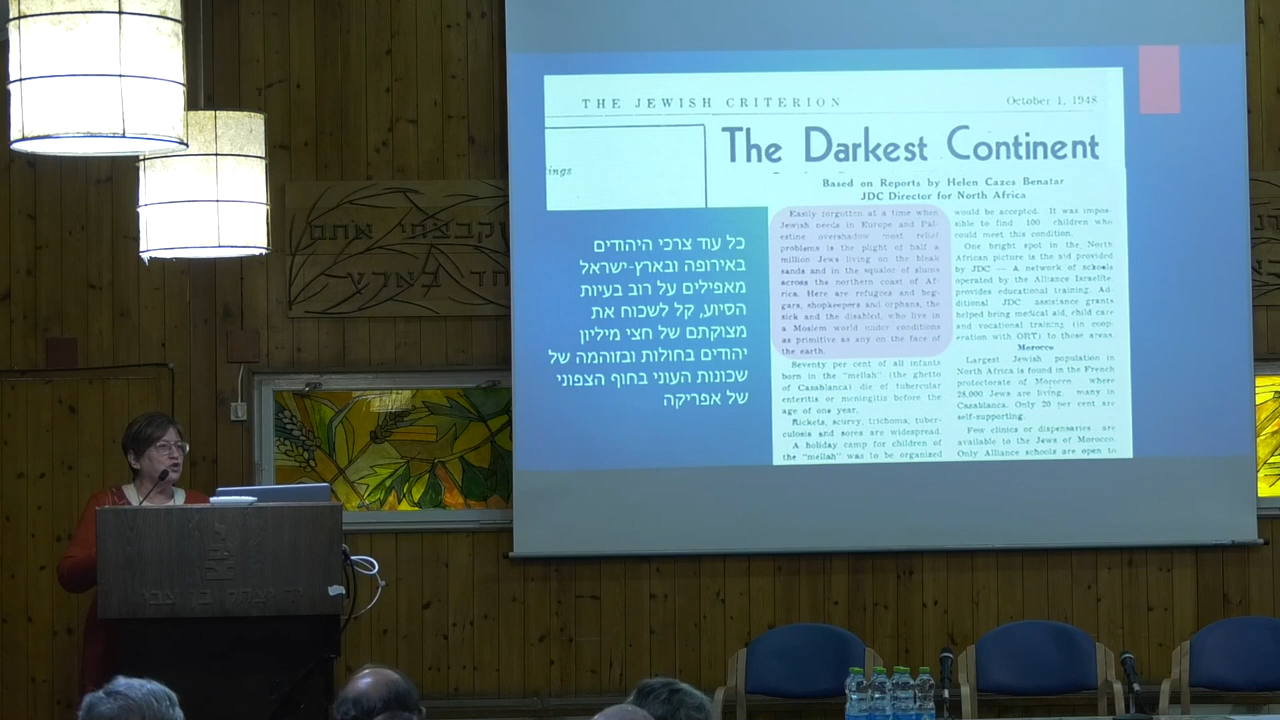 THE JEWISH CRITERION
October 1, 1948
ings
The Darkest Continent
Based on Reports by Helen Cazes Benatar
JDC Director for North Africa
כל עוד צרכי היהודים
באירופה ובארץ-ישראל
מאפילים על רוב בעיות
הסיוע, קל לשכוח את
מצוקתם של חצי מיליון
יהודים בחולות ובזוהמה של
שכונות העוני בחוף הצפוני
של אפריקה
Easily forgotten at a time when
Jewish needs in Europe and Pal-
estine overshadow most relief
problems is the plight of half a
million Jews living on the bleak
sands and in the squalor of slums
across the northern coast of Af-
rica. Here are refugees and beg-
gars, shopkeepers and orphans, the
sick and the disabled, who live in
a Moslem world under conditions
as primitive as any on the face of
the earth.
Seventy per cent of all infants
born in the "mellah" (the ghetto
of Casablanca) die of tubercular
enteritis or meningitis before the
age of one year.
Rickets, scurvy, trichoma, tuber-
culosis and sores are widespread.
A holiday camp for children of
the "mellah" was to be organized
would be accepted. It was impos-
sible to find 100 children who
could meet this condition.
One bright spot in the North
African picture is the aid provided
by JDC — A network of schools
operated by the Alliance Israelite
provides educational training. Ad-
ditional JDC assistance grants
helped bring medical aid, child care
and vocational training (in coop-
eration with ORT) to these areas.
Morocco
Largest Jewish population in
North Africa is found in the French
protectorate of Morocco, where
28,000 Jews are living, many in
Casablanca. Only 20 per cent are
self-supporting.
Few clinics or dispensaries are
available to the Jews of Morocco.
Only Alliance schools are open to
קבצתי אתם
חד בארץ
יד יצחק בן צבי